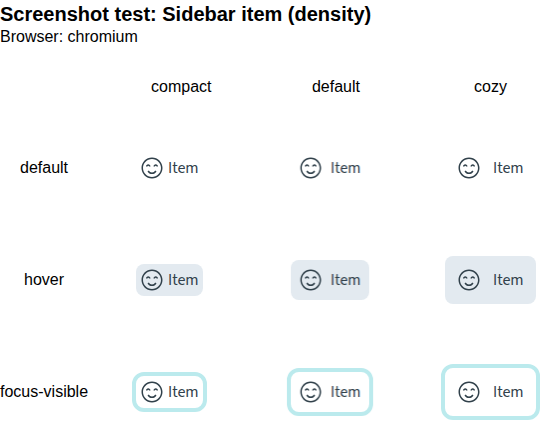 Screenshot test: Sidebar item (density)
Browser: chromium
compact default cozy
default Item Item Item
hover Item Item Item
focus-visible Item Item Item